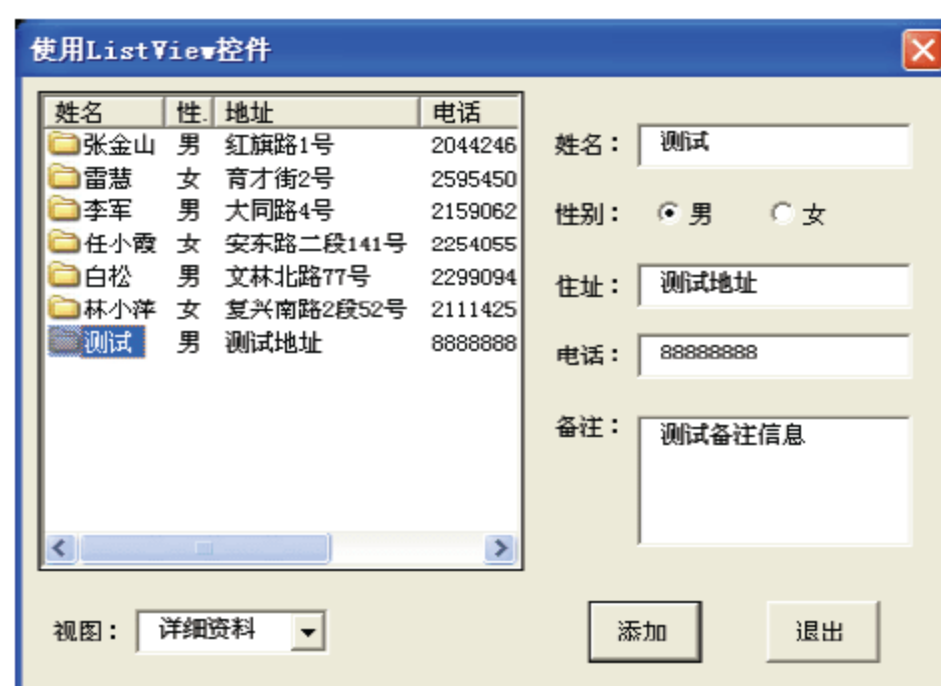 使用ListView控件
姓名 性. 地址 电话
张金山 男 红旗路1号 2044246
雷慧 女 育才街2号 2595450
李军 男 大同路4号 2159062
任小霞 女 安东路二段141号 2254055
白松 男 文林北路77号 2299094
林小萍 女 复兴南路2段52号 2111425
测试 男 测试地址 8888888
姓名： 测试
性别： 男 女
住址： 测试地址
电话： 88888888
备注： 测试备注信息
视图： 详细资料
添加 退出